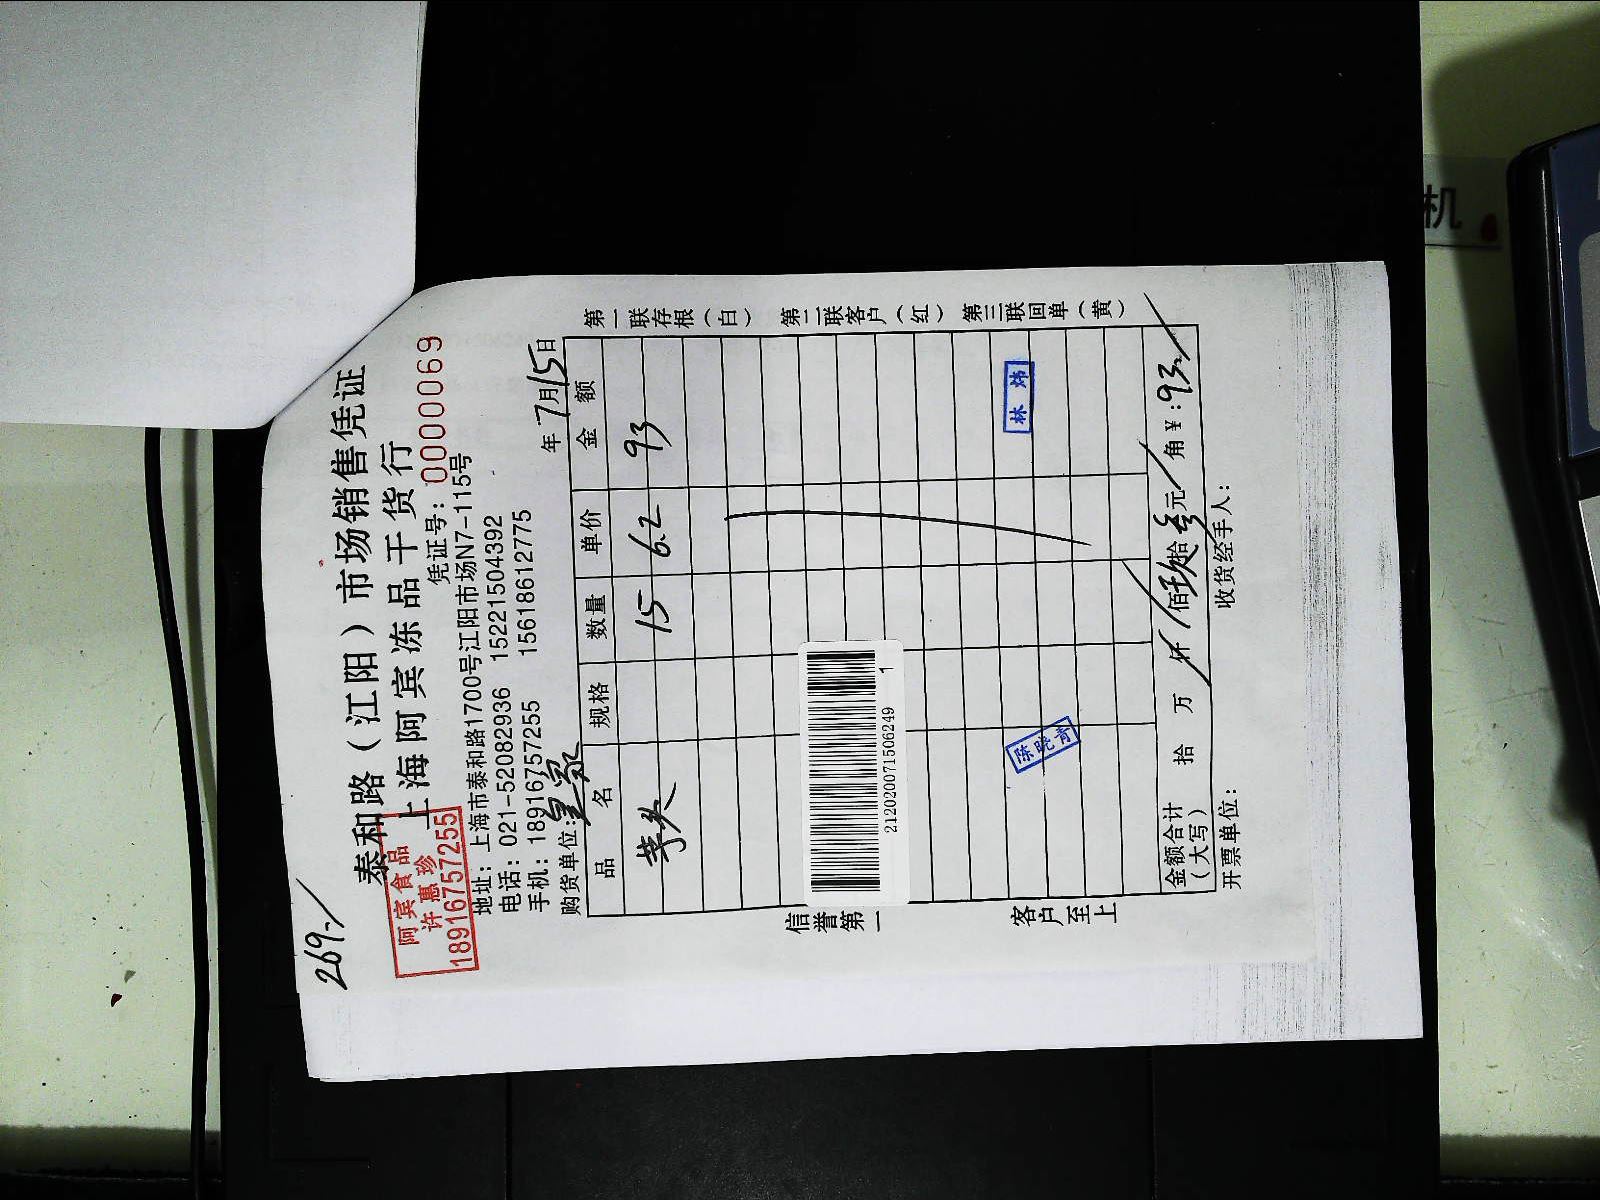 269.-
泰和路（江阳）市场销售凭证
上海阿宾冻品干货行
阿宾食品
许惠珍
18916757255
凭证号：0000069
地址：上海市泰和路1700号江阳市场N7-115号
电话：021-52082936 15221504392
手机：18916757255 15618612775
购货单位：皇家
年7月15日
品名 规格 数量 单价 金额
芋头 15 6.2 93
第一联存根（白） 第二联客户（红） 第三联回单（黄）
信誉第一
客户至上
2120200715062491
陈晓青
林炜
金额合计（大写） 拾 万 仟 佰 玖拾叁元 角 ¥：93.-
开票单位：
收货经手人：
机